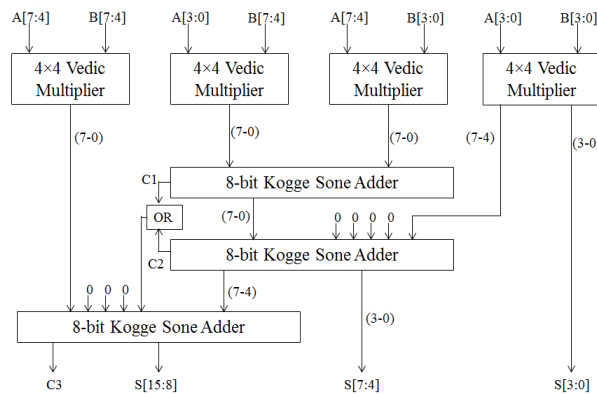 A[7:4] B[7:4] A[3:0] B[7:4] A[7:4] B[3:0] A[3:0] B[3:0]
4×4 Vedic Multiplier
4×4 Vedic Multiplier
4×4 Vedic Multiplier
4×4 Vedic Multiplier
(7-0) (7-0) (7-0) (7-4) (3-0)
C1
8-bit Kogge Sone Adder
OR
(7-0)
0 0 0 0
C2
8-bit Kogge Sone Adder
0 0 0
(7-4)
(3-0)
8-bit Kogge Sone Adder
C3 S[15:8] S[7:4] S[3:0]